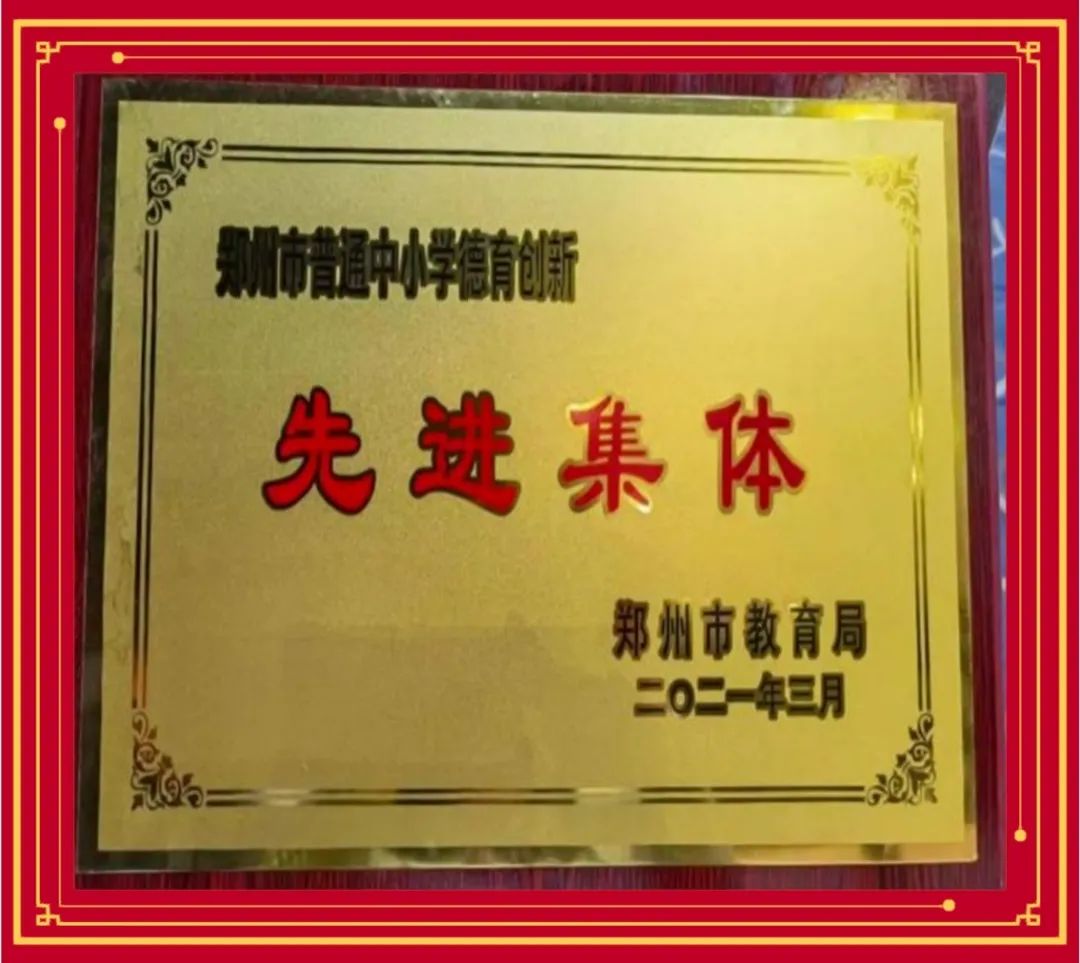 郑州市普通中小学德育创新
先进集体
郑州市教育局
二〇二一年三月